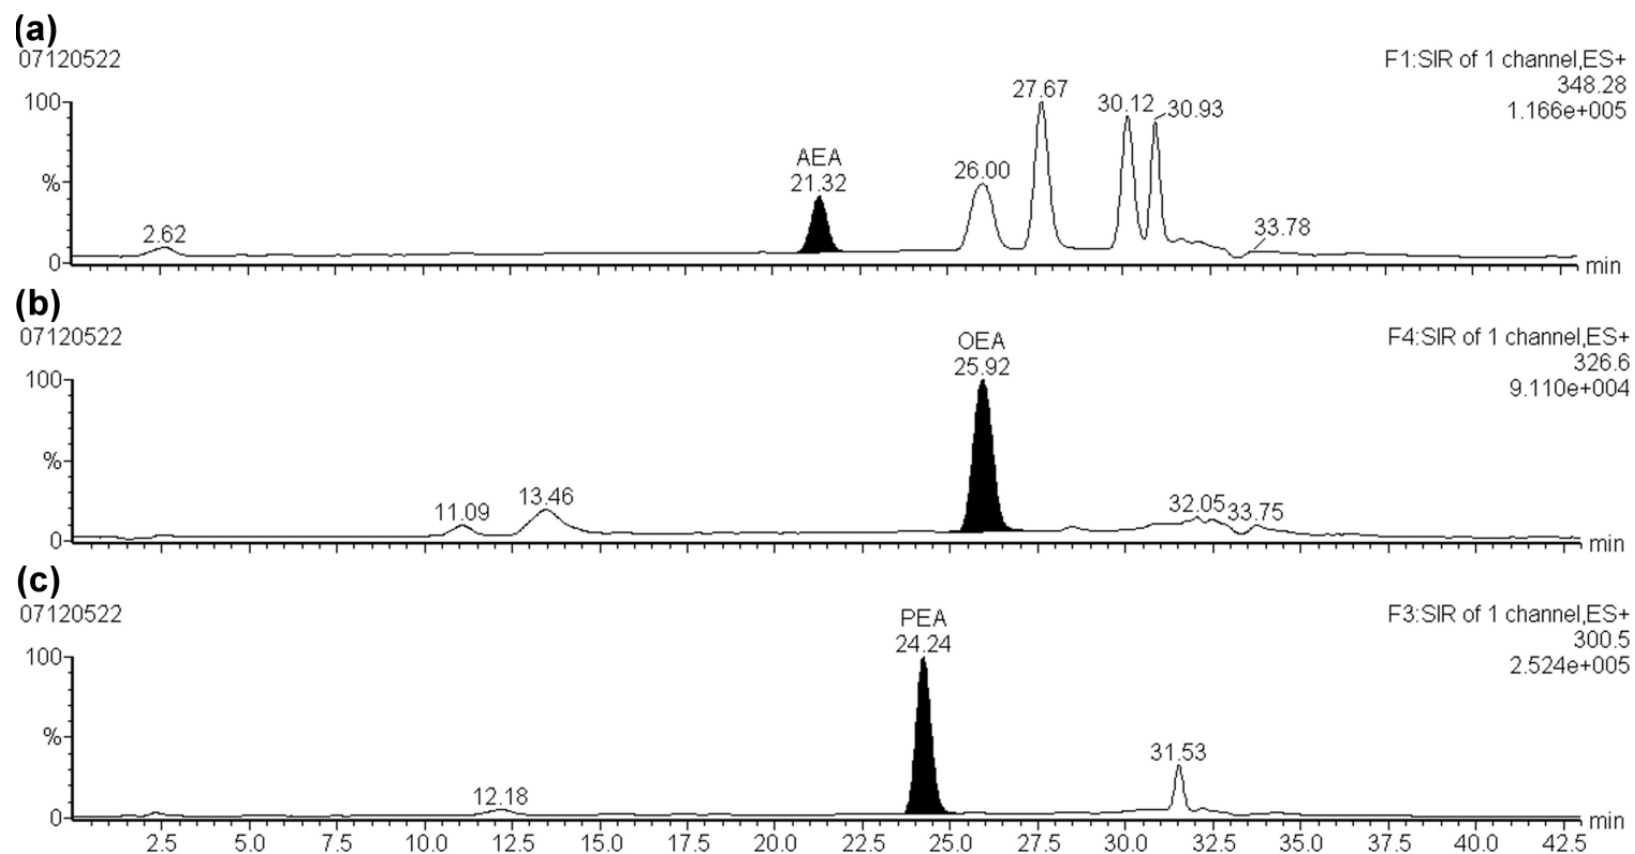 (a)
07120522
F1:SIR of 1 channel,ES+
348.28
1.166e+005
100
%
0
2.62
AEA
21.32
26.00
27.67
30.12
30.93
33.78
min
(b)
07120522
F4:SIR of 1 channel,ES+
326.6
9.110e+004
100
%
0
11.09
13.46
OEA
25.92
32.05
33.75
min
(c)
07120522
F3:SIR of 1 channel,ES+
300.5
2.524e+005
100
%
0
12.18
PEA
24.24
31.53
min
2.5 5.0 7.5 10.0 12.5 15.0 17.5 20.0 22.5 25.0 27.5 30.0 32.5 35.0 37.5 40.0 42.5